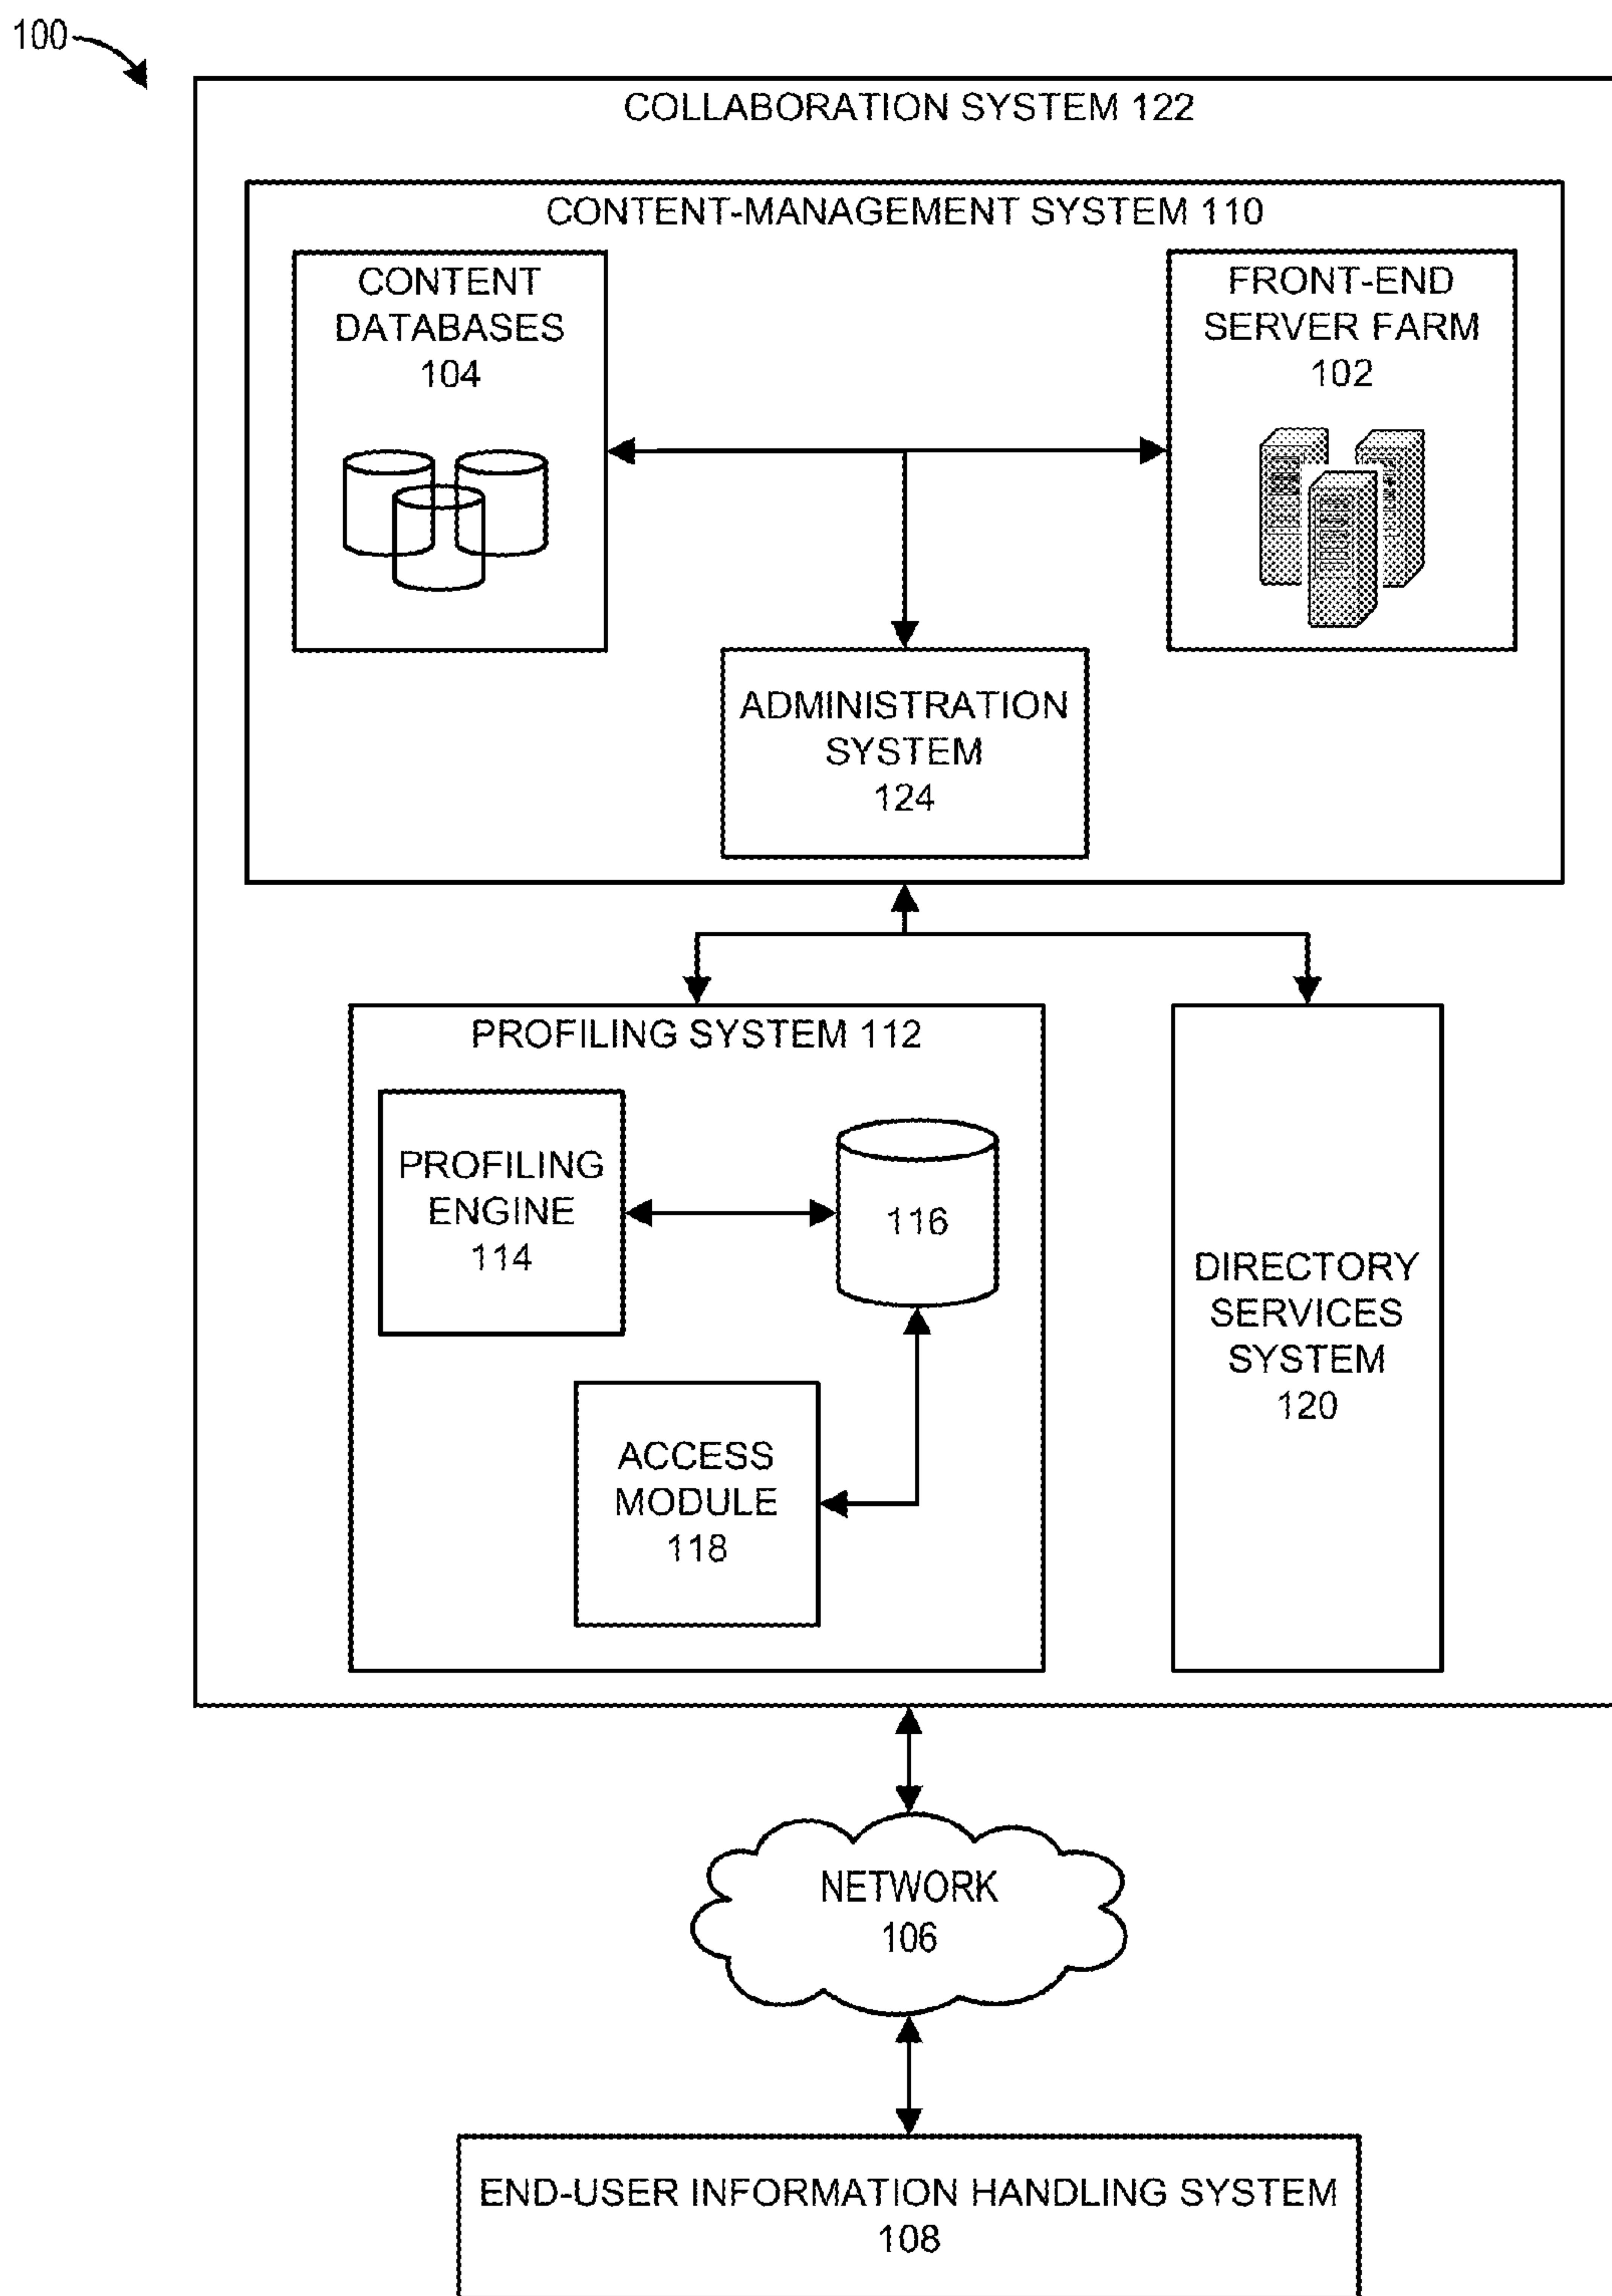 100
COLLABORATION SYSTEM 122
CONTENT-MANAGEMENT SYSTEM 110
CONTENT
DATABASES
104
FRONT-END
SERVER FARM
102
ADMINISTRATION
SYSTEM
124
PROFILING SYSTEM 112
PROFILING
ENGINE
114
116
ACCESS
MODULE
118
DIRECTORY
SERVICES
SYSTEM
120
NETWORK
106
END-USER INFORMATION HANDLING SYSTEM
108